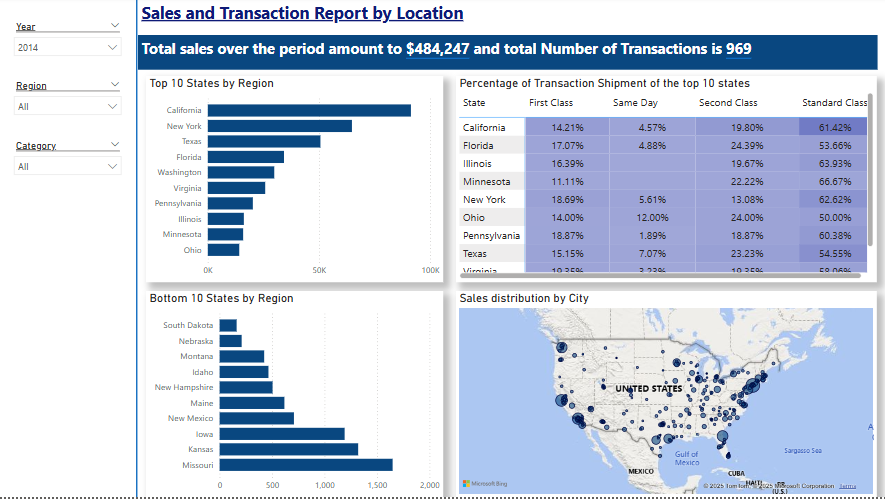 Sales and Transaction Report by Location
Year
2014
Region
All
Category
All
Total sales over the period amount to $484,247 and total Number of Transactions is 969
Top 10 States by Region
California
New York
Texas
Florida
Washington
Virginia
Pennsylvania
Illinois
Minnesota
Ohio
0K 50K 100K
Percentage of Transaction Shipment of the top 10 states
State First Class Same Day Second Class Standard Class
California 14.21% 4.57% 19.80% 61.42%
Florida 17.07% 4.88% 24.39% 53.66%
Illinois 16.39% 19.67% 63.93%
Minnesota 11.11% 22.22% 66.67%
New York 18.69% 5.61% 13.08% 62.62%
Ohio 14.00% 12.00% 24.00% 50.00%
Pennsylvania 18.87% 1.89% 18.87% 60.38%
Texas 15.15% 7.07% 23.23% 54.55%
Virginia 19.35% 3.23% 19.35% 58.06%
Bottom 10 States by Region
South Dakota
Nebraska
Montana
Idaho
New Hampshire
Maine
New Mexico
Iowa
Kansas
Missouri
0 500 1,000 1,500 2,000
Sales distribution by City
UNITED STATES
Gulf of
Mexico
Sargasso Sea
MEXICO
CUBA
HAITI
(U.S.)
Microsoft Bing
© 2025 TomTom, © 2025 Microsoft Corporation Terms